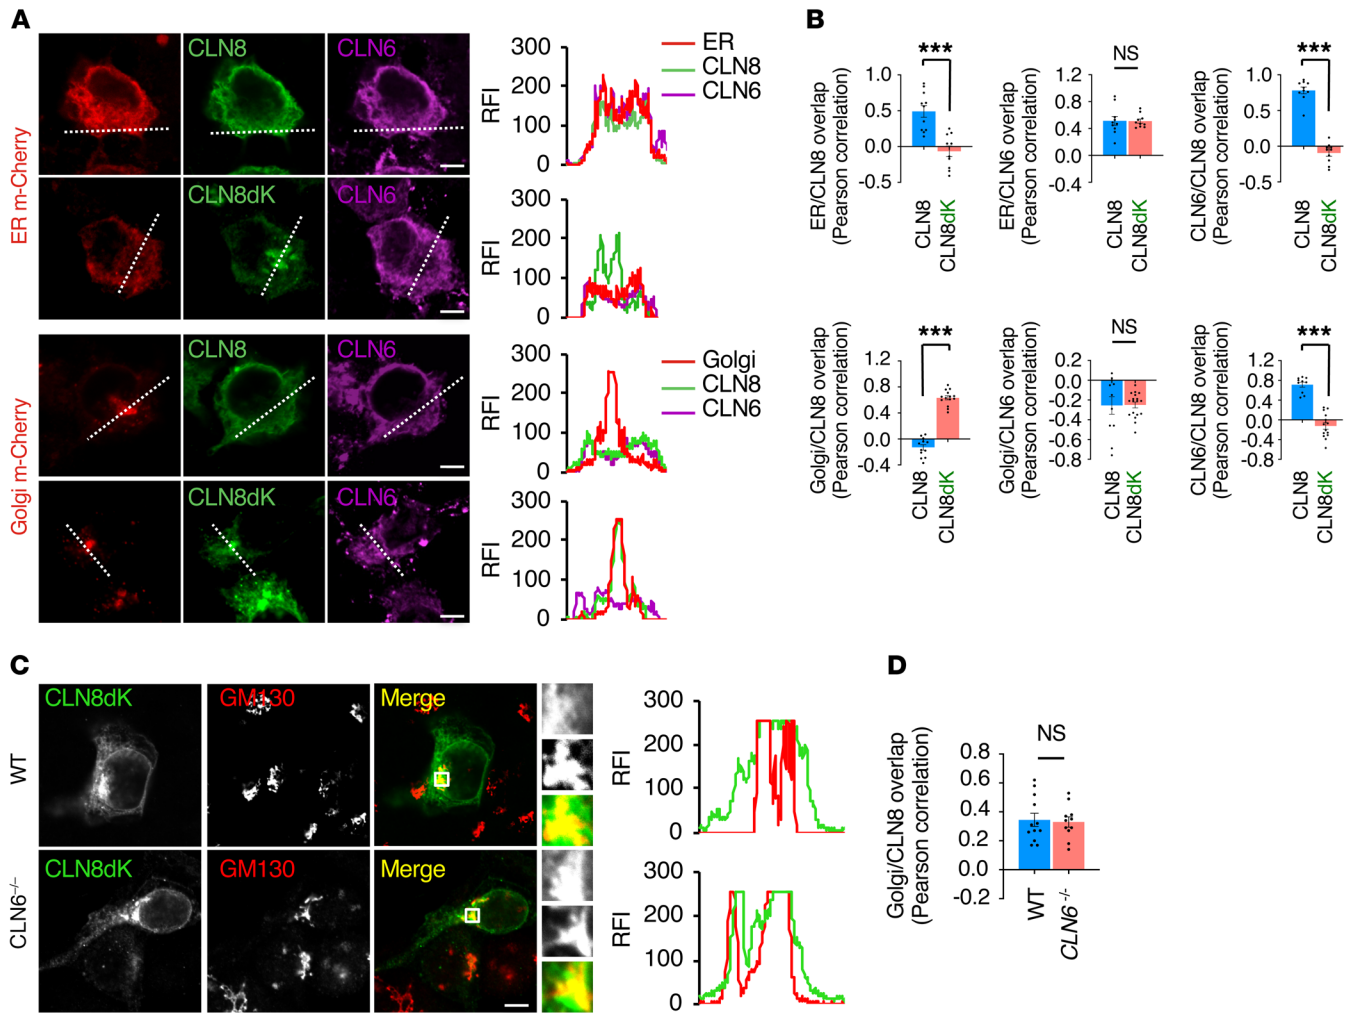 A
ER m-Cherry
CLN8
CLN6
CLN8dK
CLN6
Golgi m-Cherry
CLN8
CLN6
CLN8dK
CLN6
RFI
300
200
100
0
ER
CLN8
CLN6
RFI
300
200
100
0
RFI
300
200
100
0
Golgi
CLN8
CLN6
RFI
300
200
100
0
B
ER/CLN8 overlap
(Pearson correlation)
1.0
0.5
0
-0.5
***
CLN8
CLN8dK
ER/CLN6 overlap
(Pearson correlation)
1.2
0.8
0.4
0.0
-0.4
NS
CLN8
CLN8dK
CLN6/CLN8 overlap
(Pearson correlation)
1.0
0.5
0
-0.5
***
CLN8
CLN8dK
Golgi/CLN8 overlap
(Pearson correlation)
1.2
0.8
0.4
0.0
-0.4
***
CLN8
CLN8dK
Golgi/CLN6 overlap
(Pearson correlation)
0.2
0.0
-0.2
-0.4
-0.6
-0.8
NS
CLN8
CLN8dK
CLN6/CLN8 overlap
(Pearson correlation)
1.2
0.8
0.4
0.0
-0.4
-0.8
***
CLN8
CLN8dK
C
WT
CLN8dK
GM130
Merge
CLN6-/-
CLN8dK
GM130
Merge
RFI
300
200
100
0
RFI
300
200
100
0
D
Golgi/CLN8 overlap
(Pearson correlation)
0.8
0.6
0.4
0.2
0
-0.2
NS
WT
CLN6-/-